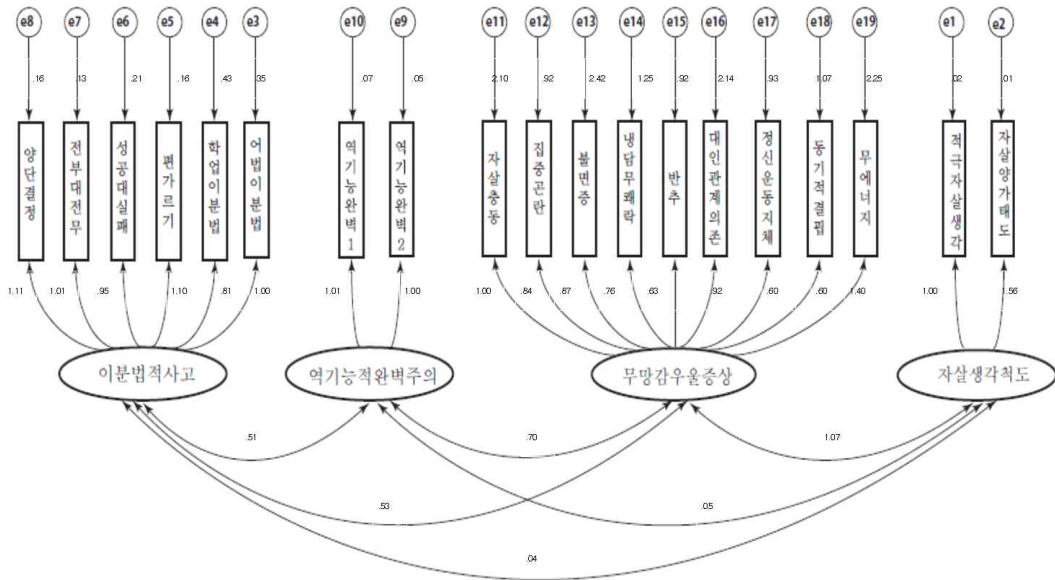 e8 e7 e6 e5 e4 e3 e10 e9 e11 e12 e13 e14 e15 e16 e17 e18 e19 e1 e2
.16 .13 .21 .16 .43 .35 .07 .05 2.10 .92 2.42 1.25 .92 2.14 .93 1.07 2.25 .02 .01
양단결정
전부대전무
성공대실패
편가르기
학업이분법
어법이분법
역기능완벽1
역기능완벽2
자살충동
집중곤란
불면증
냉담무쾌락
반추
대인관계의존
정신운동지체
동기적결핍
무에너지
적극자살생각
자살양가태도
1.11 1.01 .95 1.10 .81 1.00 1.01 1.00 1.00 .84 .87 .76 .63 .92 .60 .60 1.40 1.00 1.56
이분법적사고 역기능적완벽주의 무망감우울증상 자살생각척도
.51 .70 1.07
.53 .05
.04